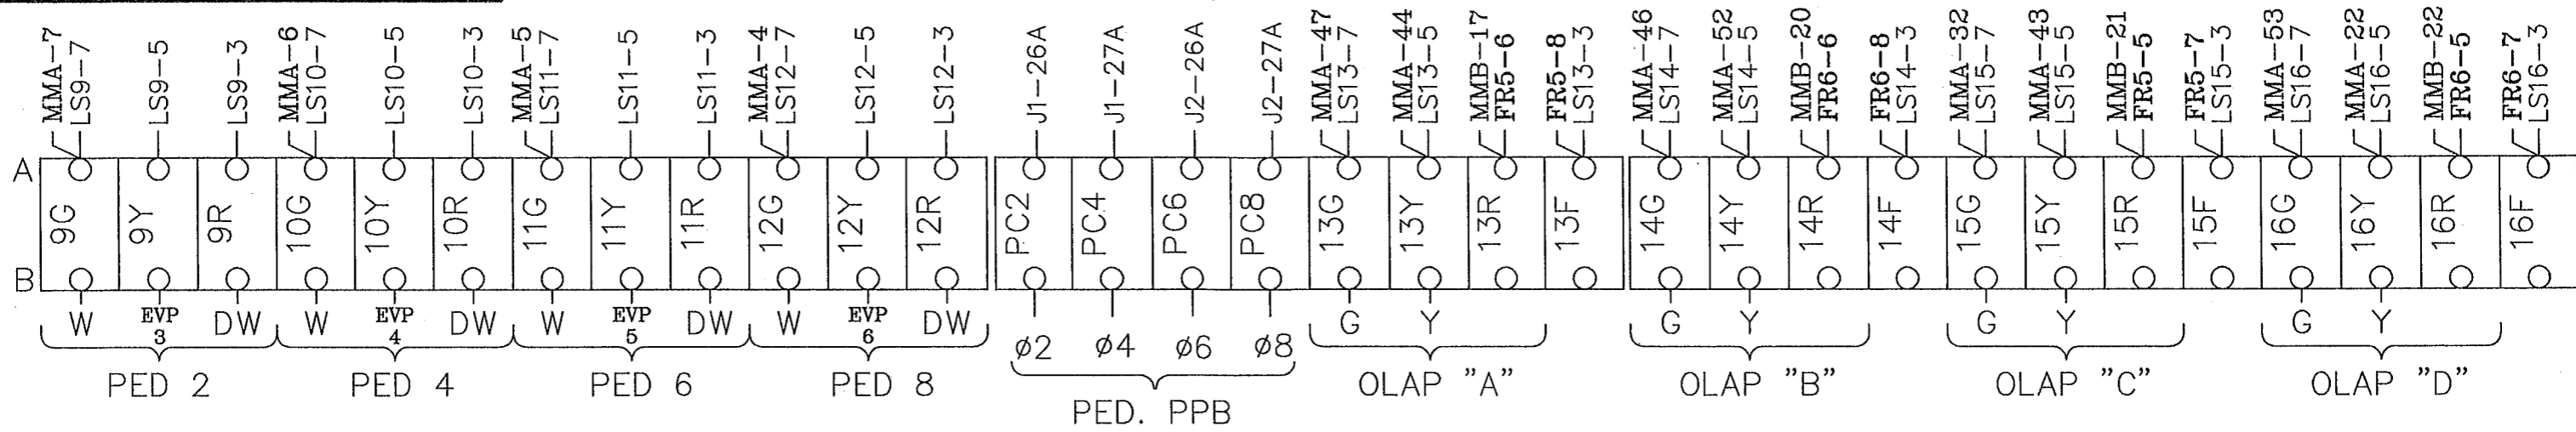 MMA-7 MMA-6 MMA-5 MMA-4 MMA-47 MMA-44 MMB-17 FR5-8 MMA-46 MMA-52 MMB-20 FR6-8 MMA-32 MMA-43 MMB-21 FR5-7 MMA-53 MMA-22 MMB-22 FR6-7
LS9-7 LS9-5 LS9-3 LS10-7 LS10-5 LS10-3 LS11-7 LS11-5 LS11-3 LS12-7 LS12-5 LS12-3 J1-26A J1-27A J2-26A J2-27A LS13-7 LS13-5 FR5-6 LS13-3 LS14-7 LS14-5 FR6-6 LS14-3 LS15-7 LS15-5 FR5-5 LS15-3 LS16-7 LS16-5 FR6-5 LS16-3
A
9G 9Y 9R 10G 10Y 10R 11G 11Y 11R 12G 12Y 12R PC2 PC4 PC6 PC8 13G 13Y 13R 13F 14G 14Y 14R 14F 15G 15Y 15R 15F 16G 16Y 16R 16F
B
W EVP 3 DW W EVP 4 DW W EVP 5 DW W EVP 6 DW ø2 ø4 ø6 ø8 G Y G Y G Y G Y
PED 2 PED 4 PED 6 PED 8 PED. PPB OLAP "A" OLAP "B" OLAP "C" OLAP "D"